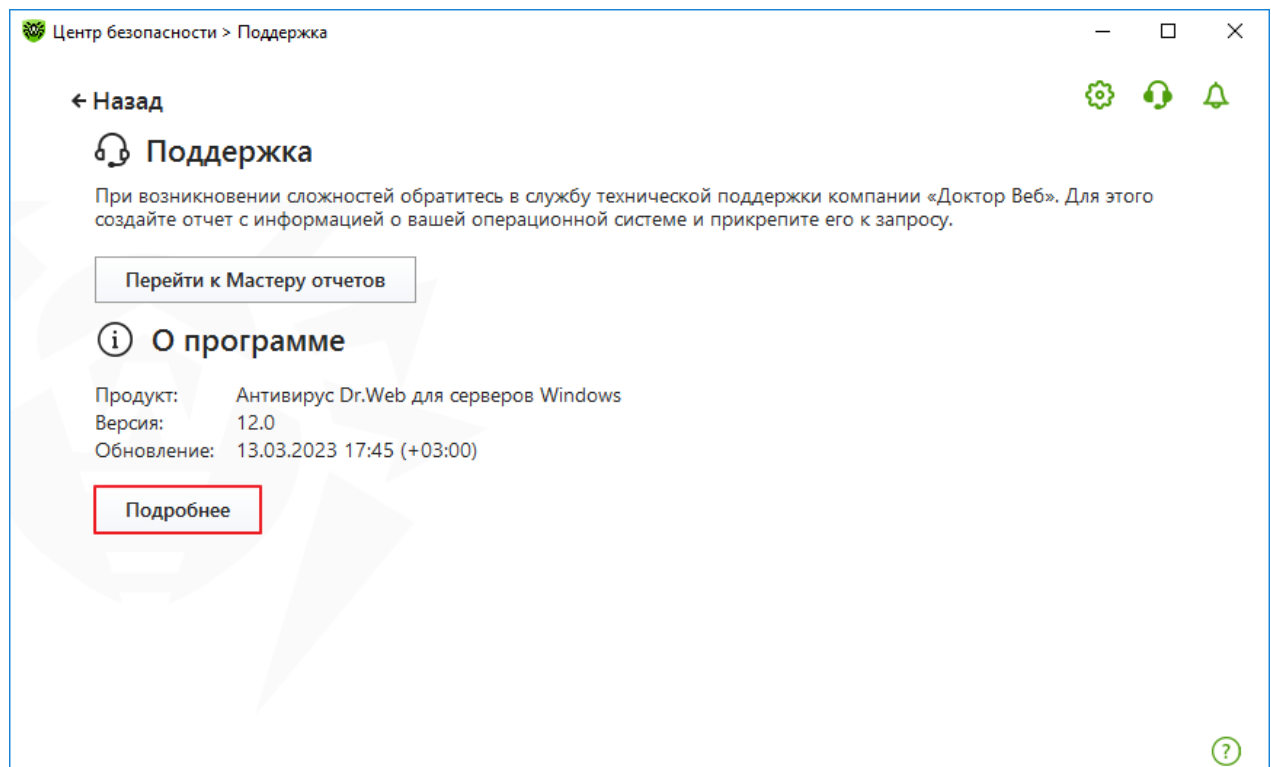 Центр безопасности > Поддержка
Назад
Поддержка
При возникновении сложностей обратитесь в службу технической поддержки компании «Доктор Веб». Для этого
создайте отчет с информацией о вашей операционной системе и прикрепите его к запросу.
Перейти к Мастеру отчетов
О программе
Продукт: Антивирус Dr.Web для серверов Windows
Версия: 12.0
Обновление: 13.03.2023 17:45 (+03:00)
Подробнее